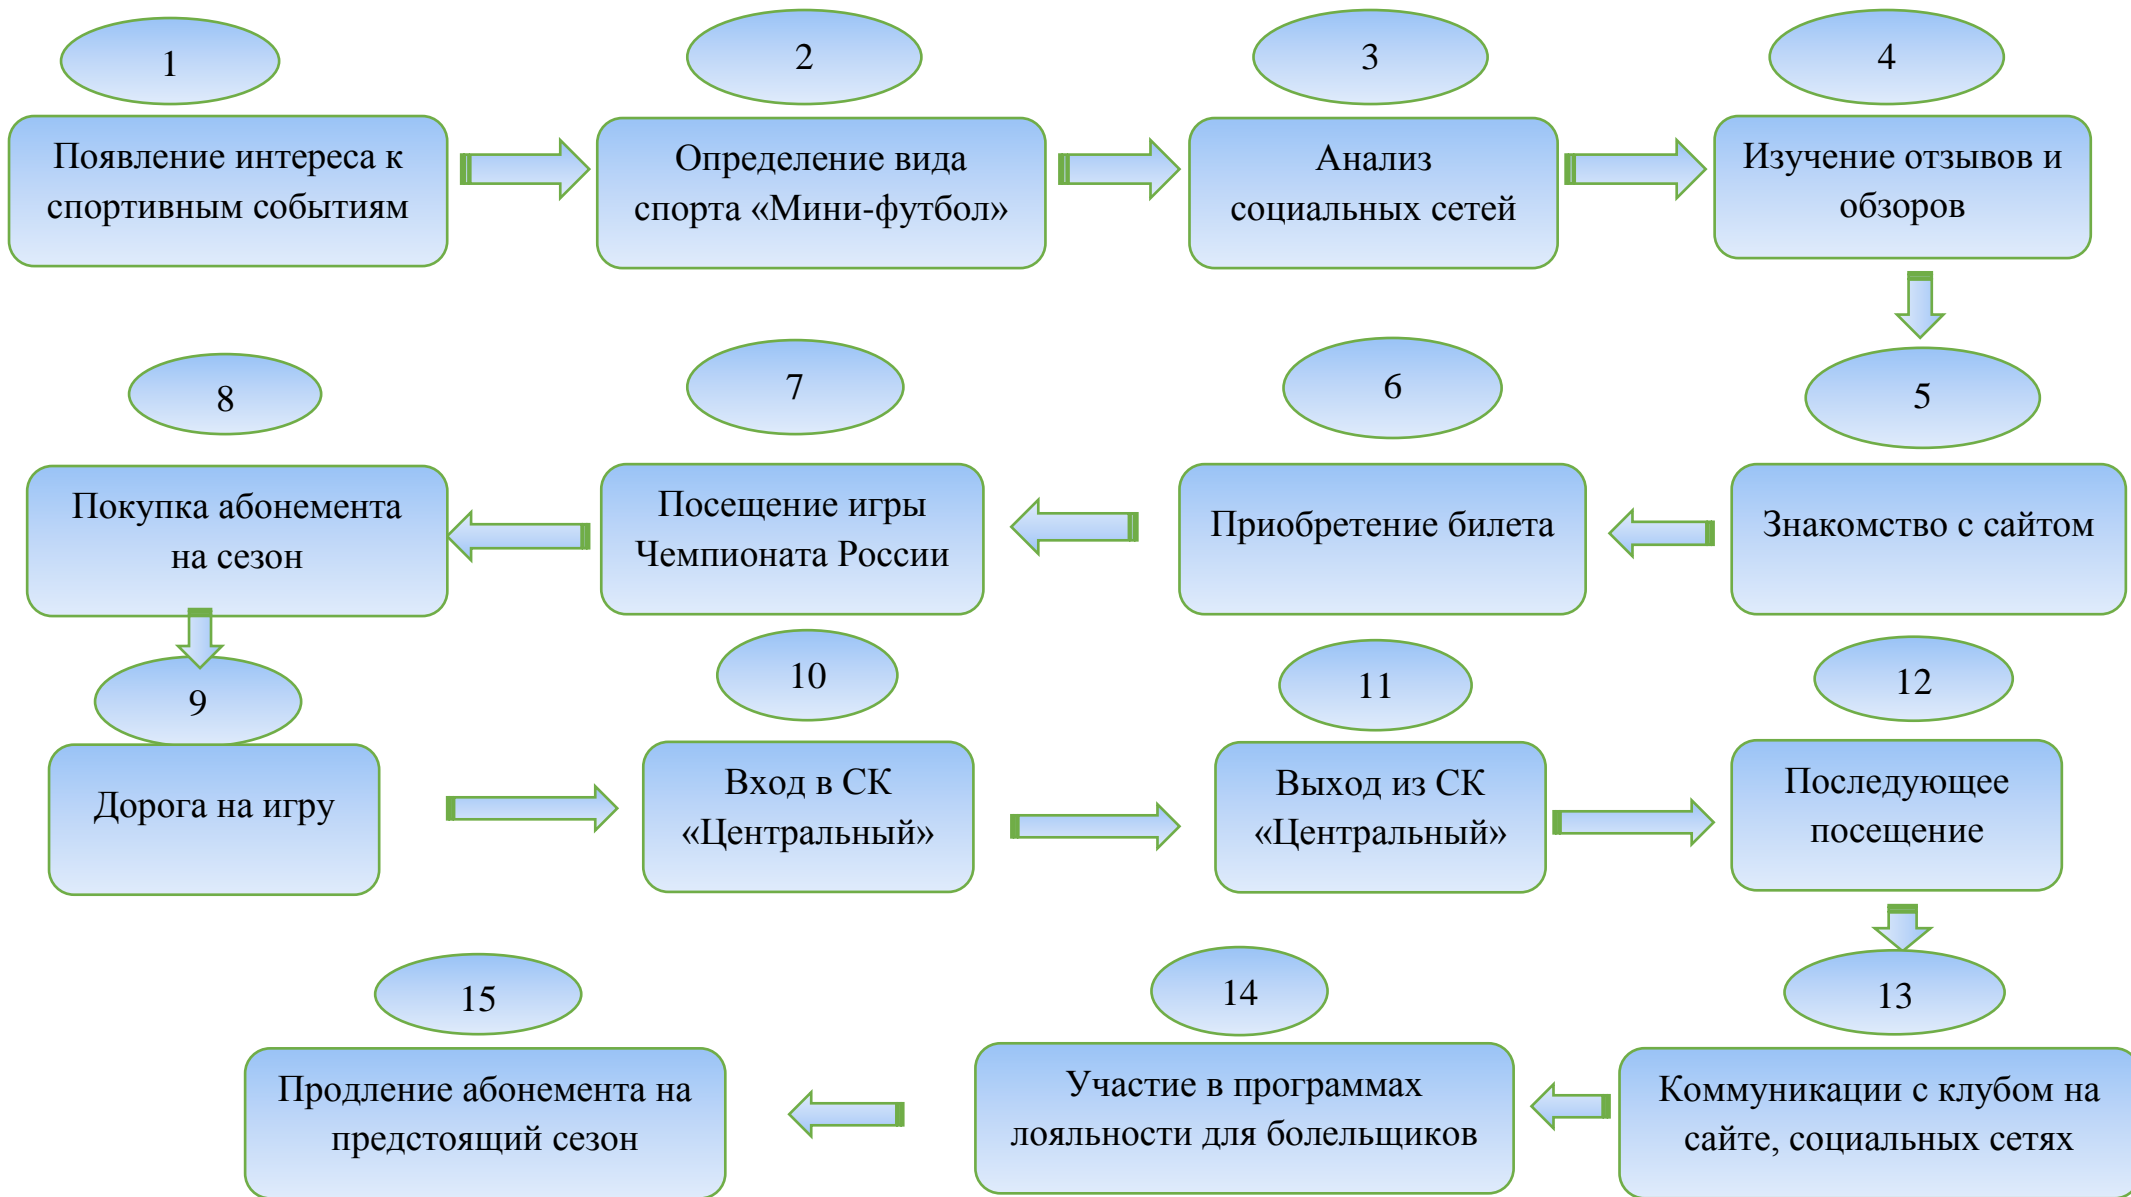 1
Появление интереса к
спортивным событиям
2
Определение вида
спорта «Мини-футбол»
3
Анализ
социальных сетей
4
Изучение отзывов и
обзоров
5
Знакомство с сайтом
6
Приобретение билета
7
Посещение игры
Чемпионата России
8
Покупка абонемента
на сезон
9
Дорога на игру
10
Вход в СК
«Центральный»
11
Выход из СК
«Центральный»
12
Последующее
посещение
13
Коммуникации с клубом на
сайте, социальных сетях
14
Участие в программах
лояльности для болельщиков
15
Продление абонемента на
предстоящий сезон